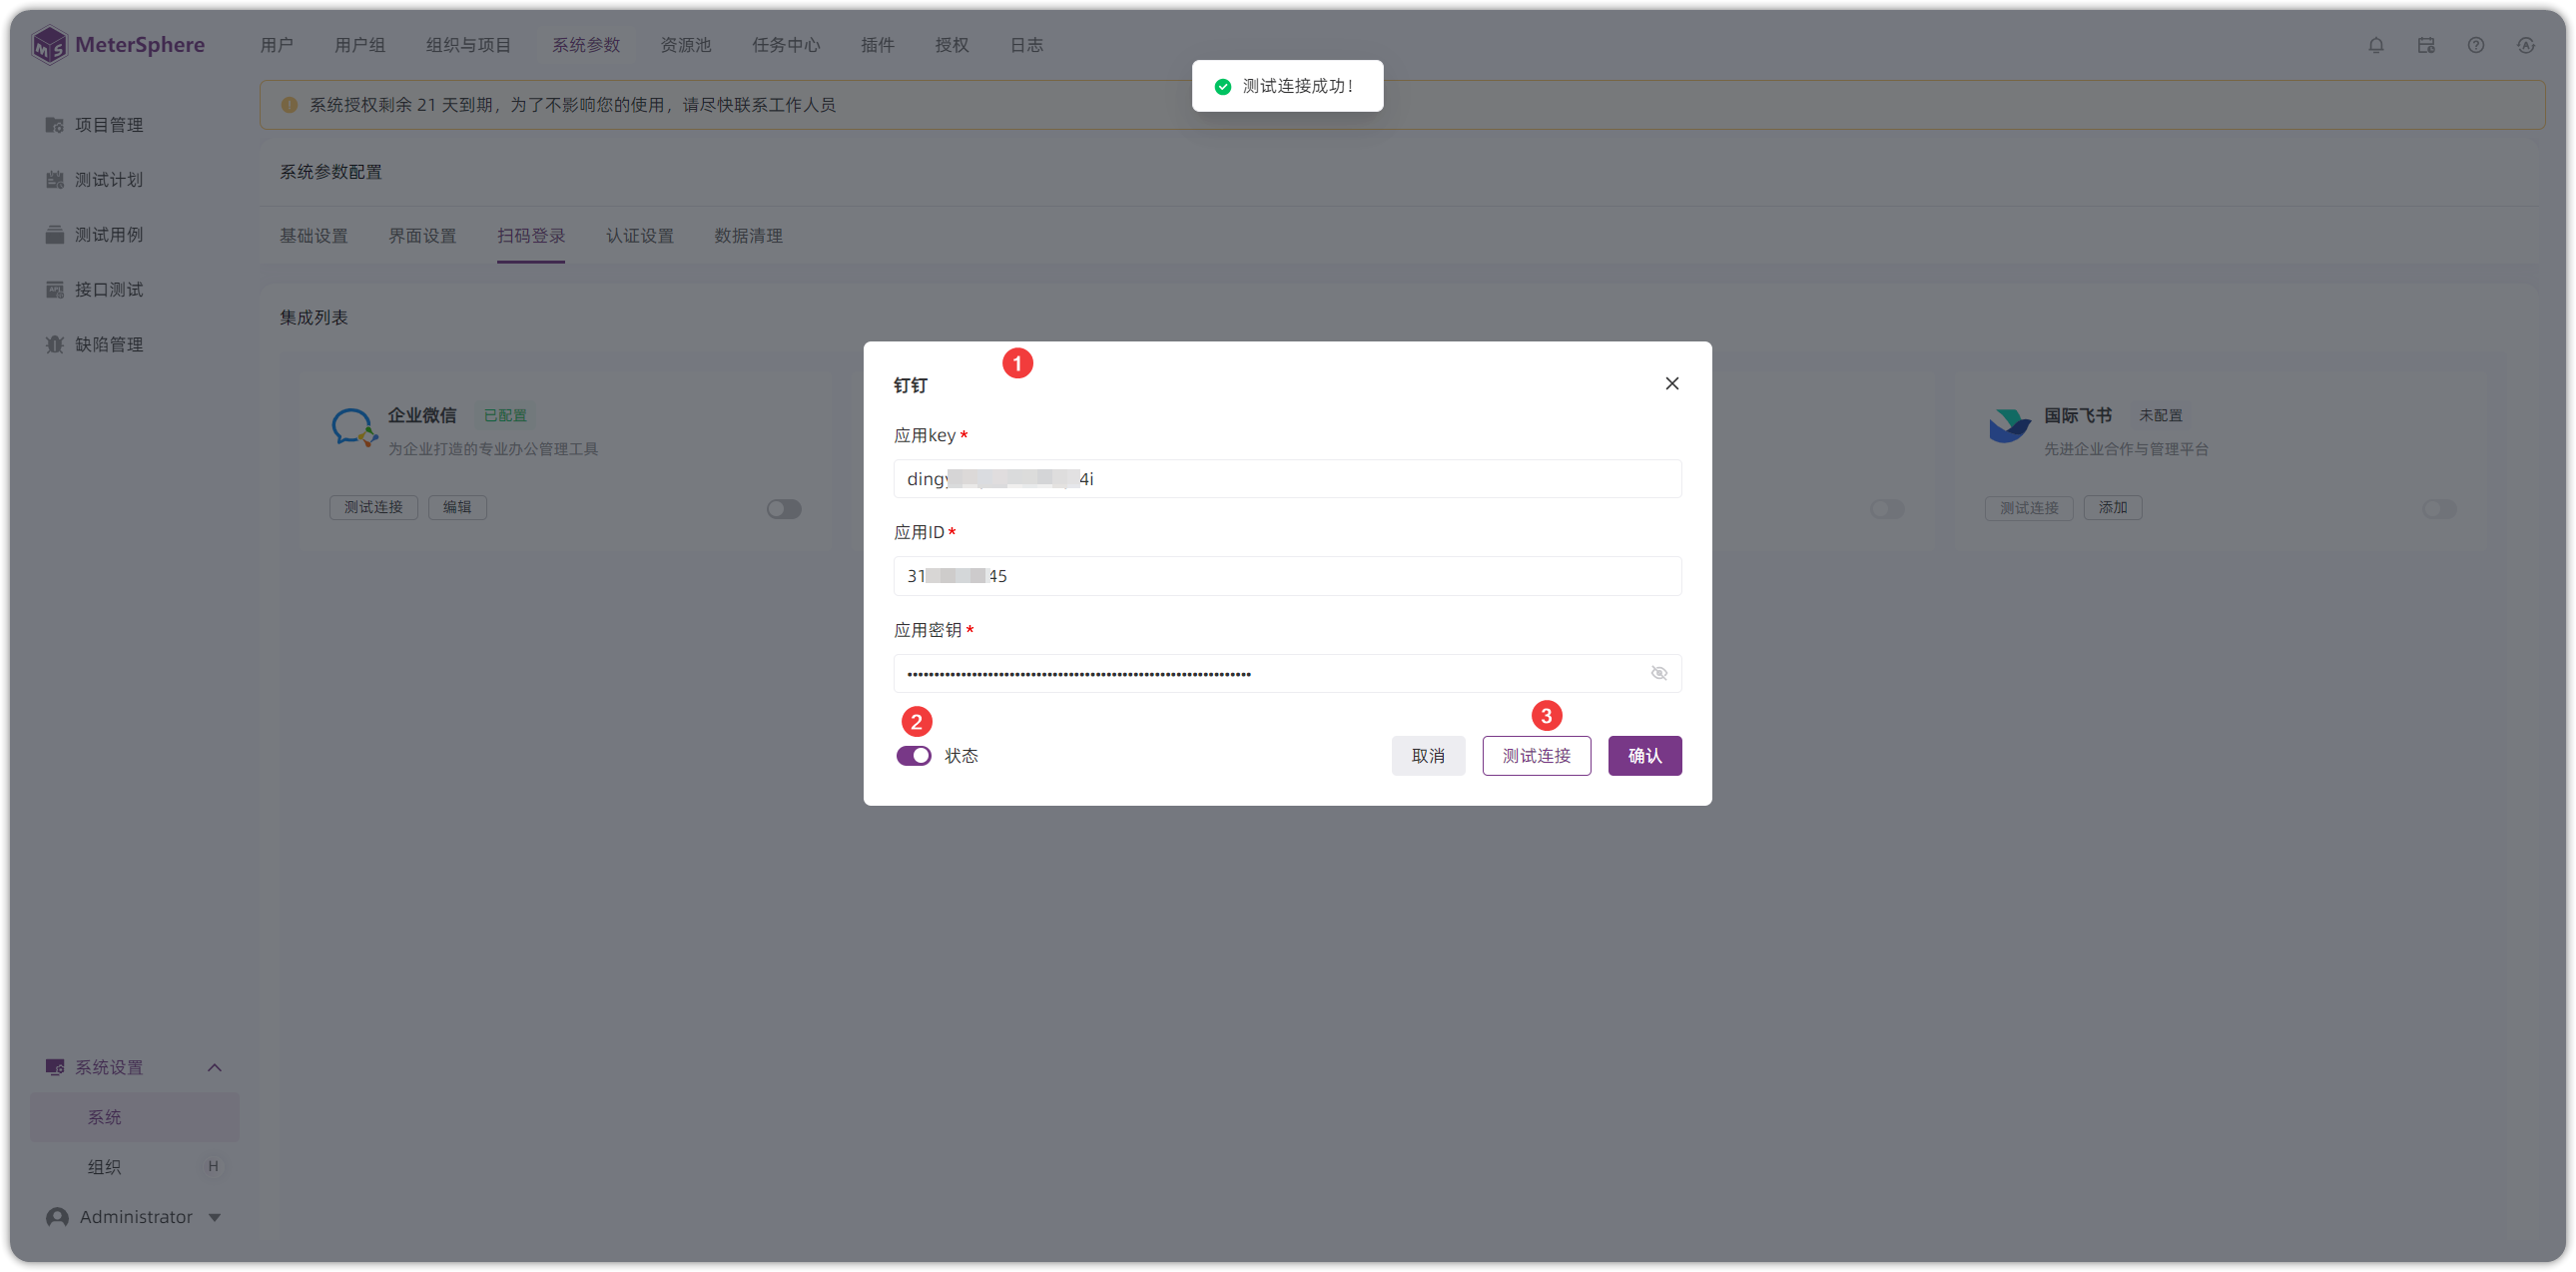 MeterSphere
用户 用户组 组织与项目 系统参数 资源池 任务中心 插件 授权 日志
测试连接成功！
系统授权剩余 21 天到期，为了不影响您的使用，请尽快联系工作人员
项目管理
测试计划
测试用例
接口测试
缺陷管理
系统参数配置
基础设置 界面设置 扫码登录 认证设置 数据清理
集成列表
企业微信 已配置
为企业打造的专业办公管理工具
测试连接 编辑
1
钉钉
应用key *
应用ID *
31 45
应用密钥 *
2
状态
3
取消 测试连接 确认
国际飞书 未配置
先进企业合作与管理平台
测试连接 添加
系统设置
系统
组织 H
Administrator